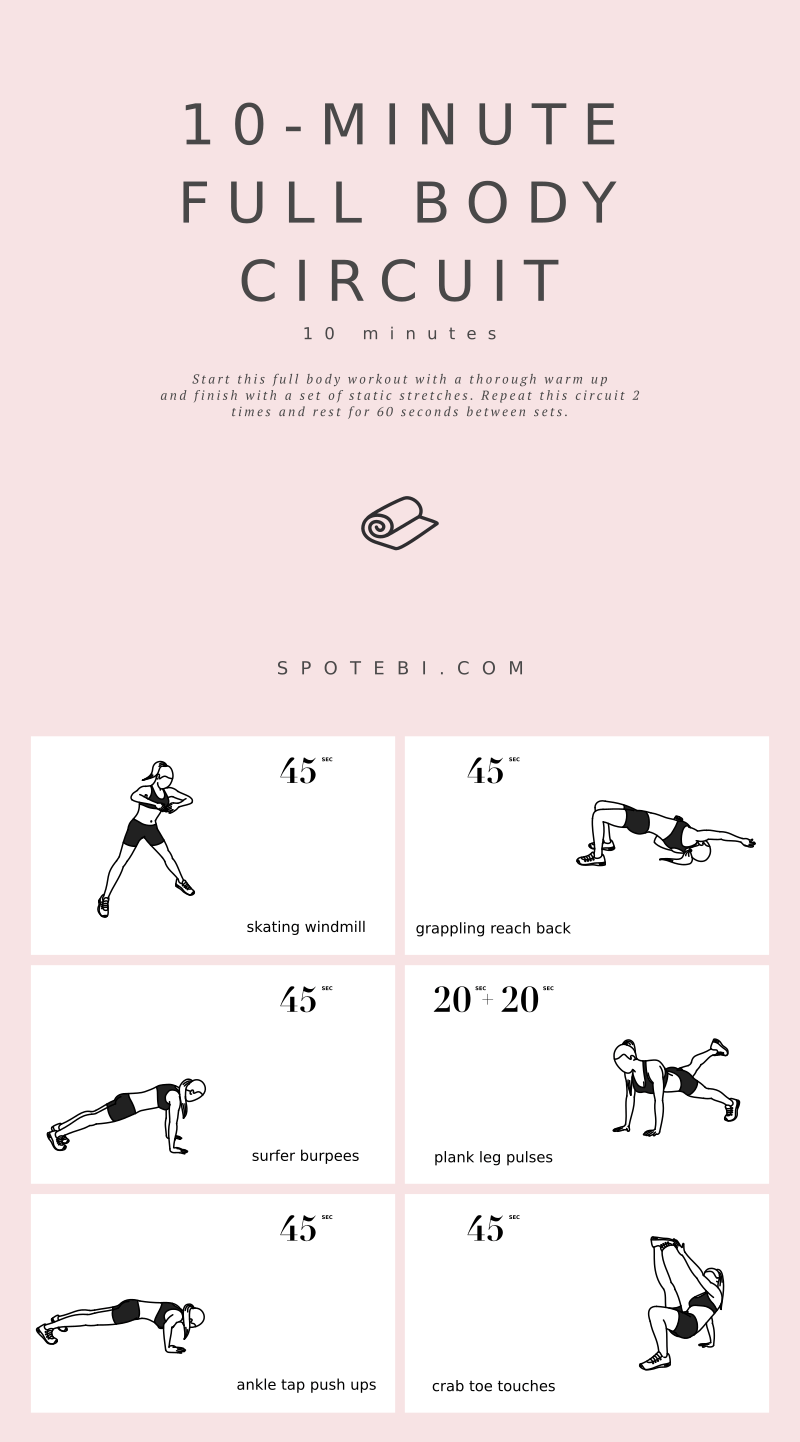 10-MINUTE
FULL BODY
CIRCUIT
10 minutes
Start this full body workout with a thorough warm up
and finish with a set of static stretches. Repeat this circuit 2
times and rest for 60 seconds between sets.
SPOTEBI.COM
45 SEC
skating windmill
45 SEC
grappling reach back
45 SEC
surfer burpees
20 SEC + 20 SEC
plank leg pulses
45 SEC
ankle tap push ups
45 SEC
crab toe touches